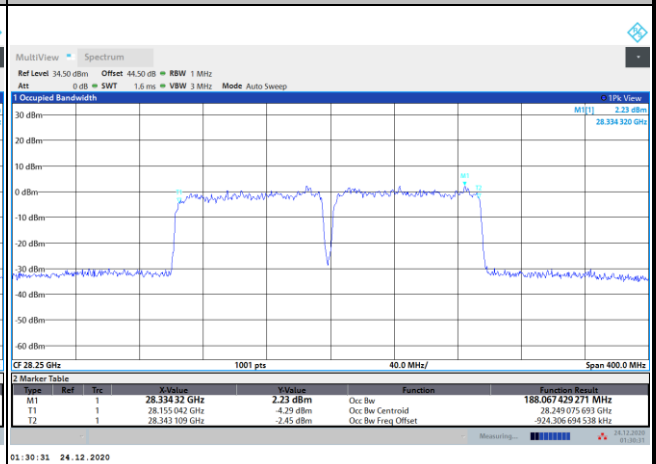 MultiView Spectrum
Ref Level 34.50 dBm Offset 44.50 dB RBW 1 MHz
Att 0 dB SWT 1.6 ms VBW 3 MHz Mode Auto Sweep
1 Occupied Bandwidth 1Pk View
M1[1] 2.23 dBm
28.334 320 GHz
30 dBm
20 dBm
10 dBm
M1
T1 T2
0 dBm
-10 dBm
-20 dBm
-30 dBm
-40 dBm
-50 dBm
-60 dBm
CF 28.25 GHz 1001 pts 40.0 MHz/ Span 400.0 MHz
2 Marker Table
Type Ref Trc X-Value Y-Value Function Function Result
M1 1 28.334 32 GHz 2.23 dBm Occ Bw 188.067 429 271 MHz
T1 1 28.155 042 GHz -4.29 dBm Occ Bw Centroid 28.249 075 693 GHz
T2 1 28.343 109 GHz -2.45 dBm Occ Bw Freq Offset -924.306 694 538 kHz
Measuring... 24.12.2020
01:30:31
01:30:31 24.12.2020